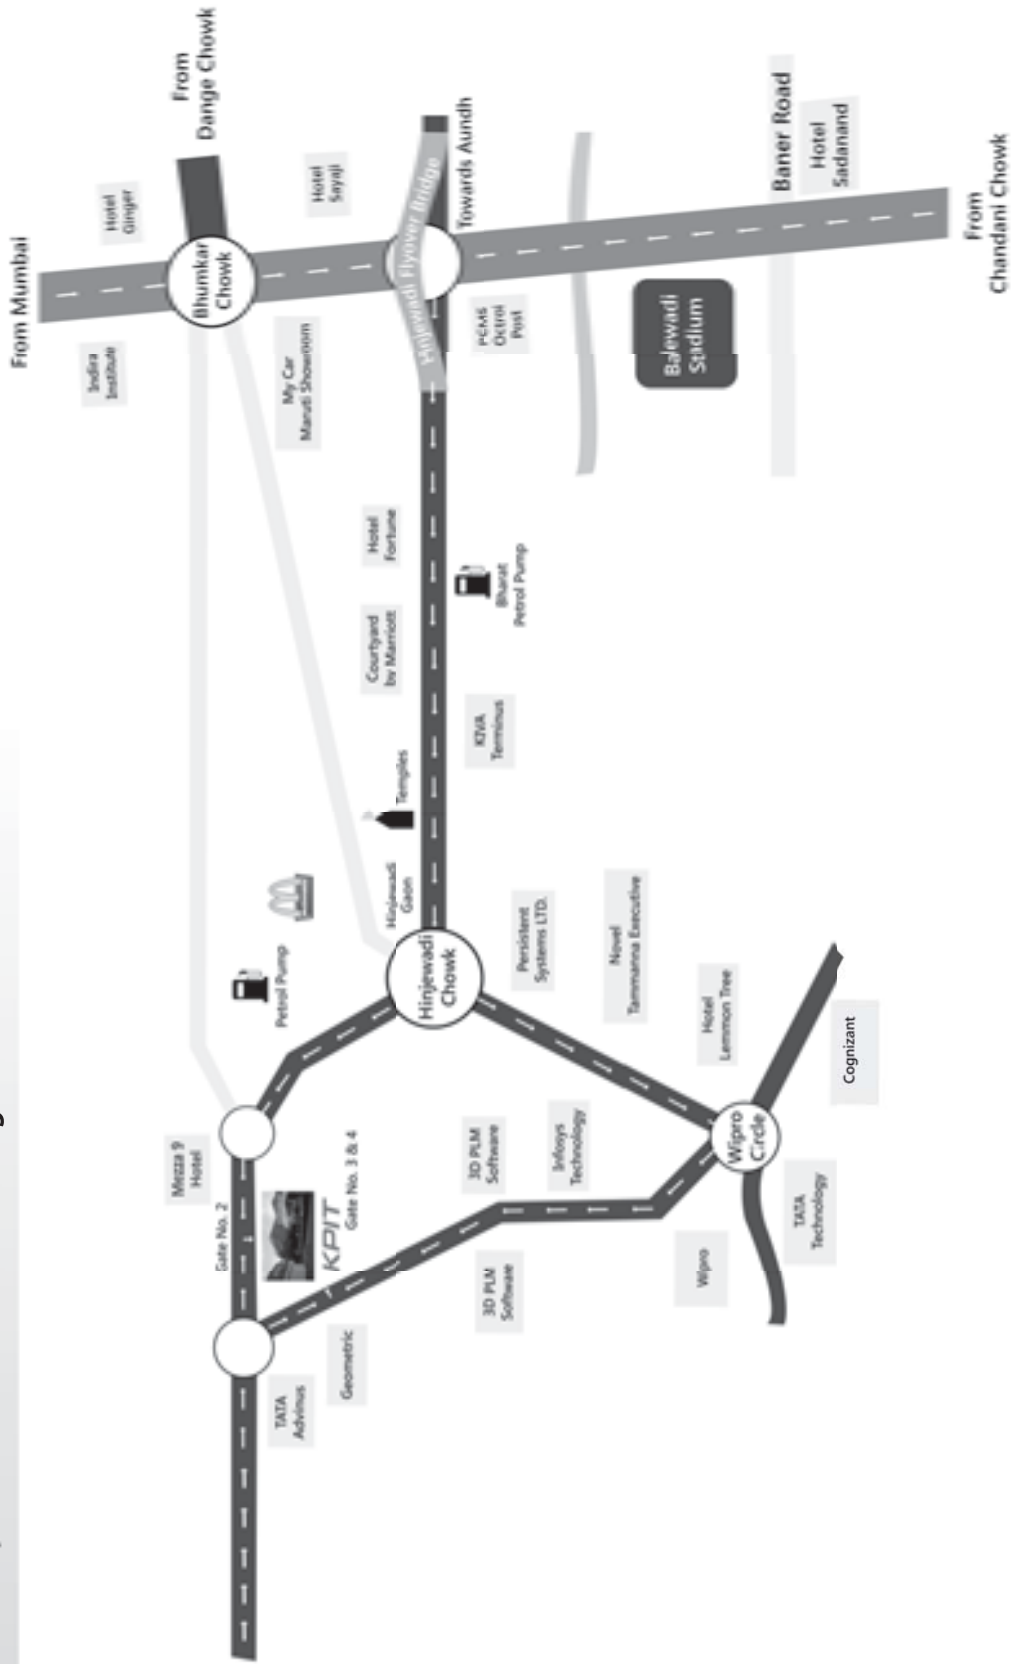 From Mumbai
From
Dange Chowk
Hotel
Ginger
Indira
Institute
Bhumkar
Chowk
Hotel
Sayaji
My Car
Maruti Showroom
Hinjewadi Flyover Bridge
Towards Aundh
PCMS
Octroi
Post
Balewadi
Stadium
Baner Road
Hotel
Sadanand
From
Chandani Chowk
Hotel
Fortune
Courtyard
by Marriott
Bharat
Petrol Pump
KIVA
Terminus
Temples
Hinjewadi
Gaon
Hinjewadi
Chowk
Petrol Pump
Persistent
Systems LTD.
Novel
Tammanna Executive
Hotel
Lemmon Tree
Cognizant
Wipro
Circle
TATA
Technology
Wipro
Infosys
Technology
3D PLM
Software
3D PLM
Software
Mezza 9
Hotel
Gate No. 2
KPIT
Gate No. 3 & 4
Geometric
TATA
Advinus